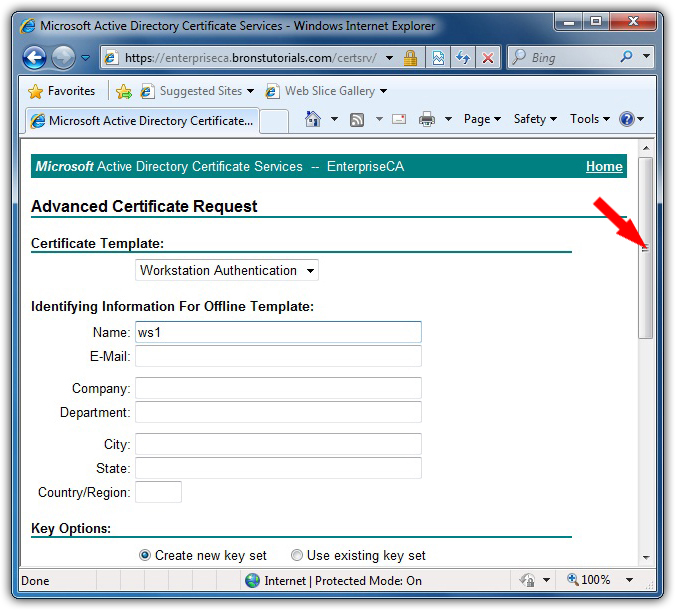 Microsoft Active Directory Certificate Services - Windows Internet Explorer
https://enterpriseca.bronstutorials.com/certsrv/
Bing
Favorites Suggested Sites Web Slice Gallery
Microsoft Active Directory Certificate... Page Safety Tools
Microsoft Active Directory Certificate Services -- EnterpriseCA Home
Advanced Certificate Request
Certificate Template:
Workstation Authentication
Identifying Information For Offline Template:
Name: ws1
E-Mail:
Company:
Department:
City:
State:
Country/Region:
Key Options:
Create new key set Use existing key set
Done Internet | Protected Mode: On 100%